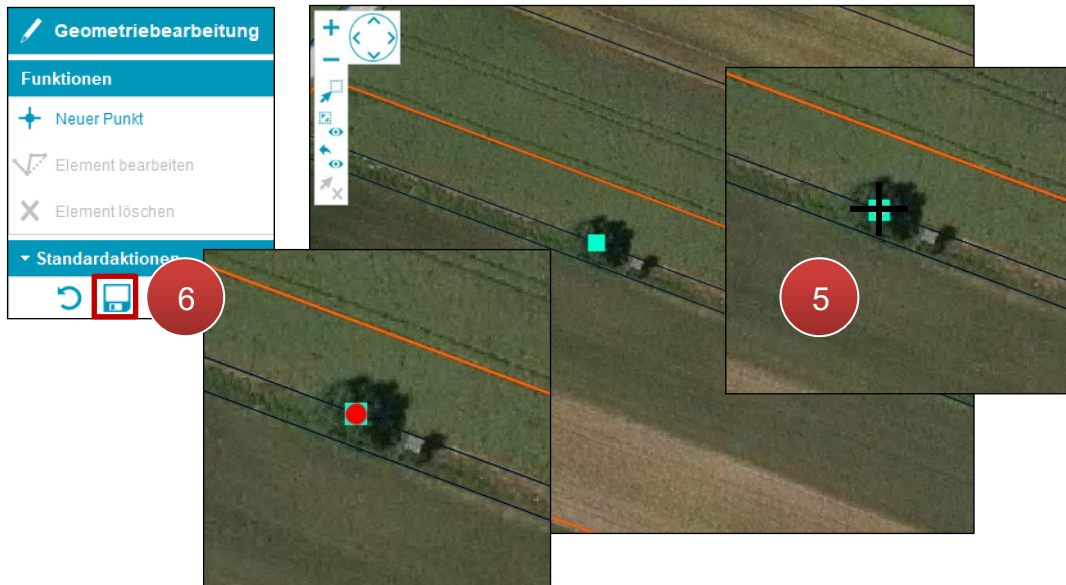 Geometriebearbeitung
Funktionen
Neuer Punkt
Element bearbeiten
Element löschen
Standardaktionen
6
5